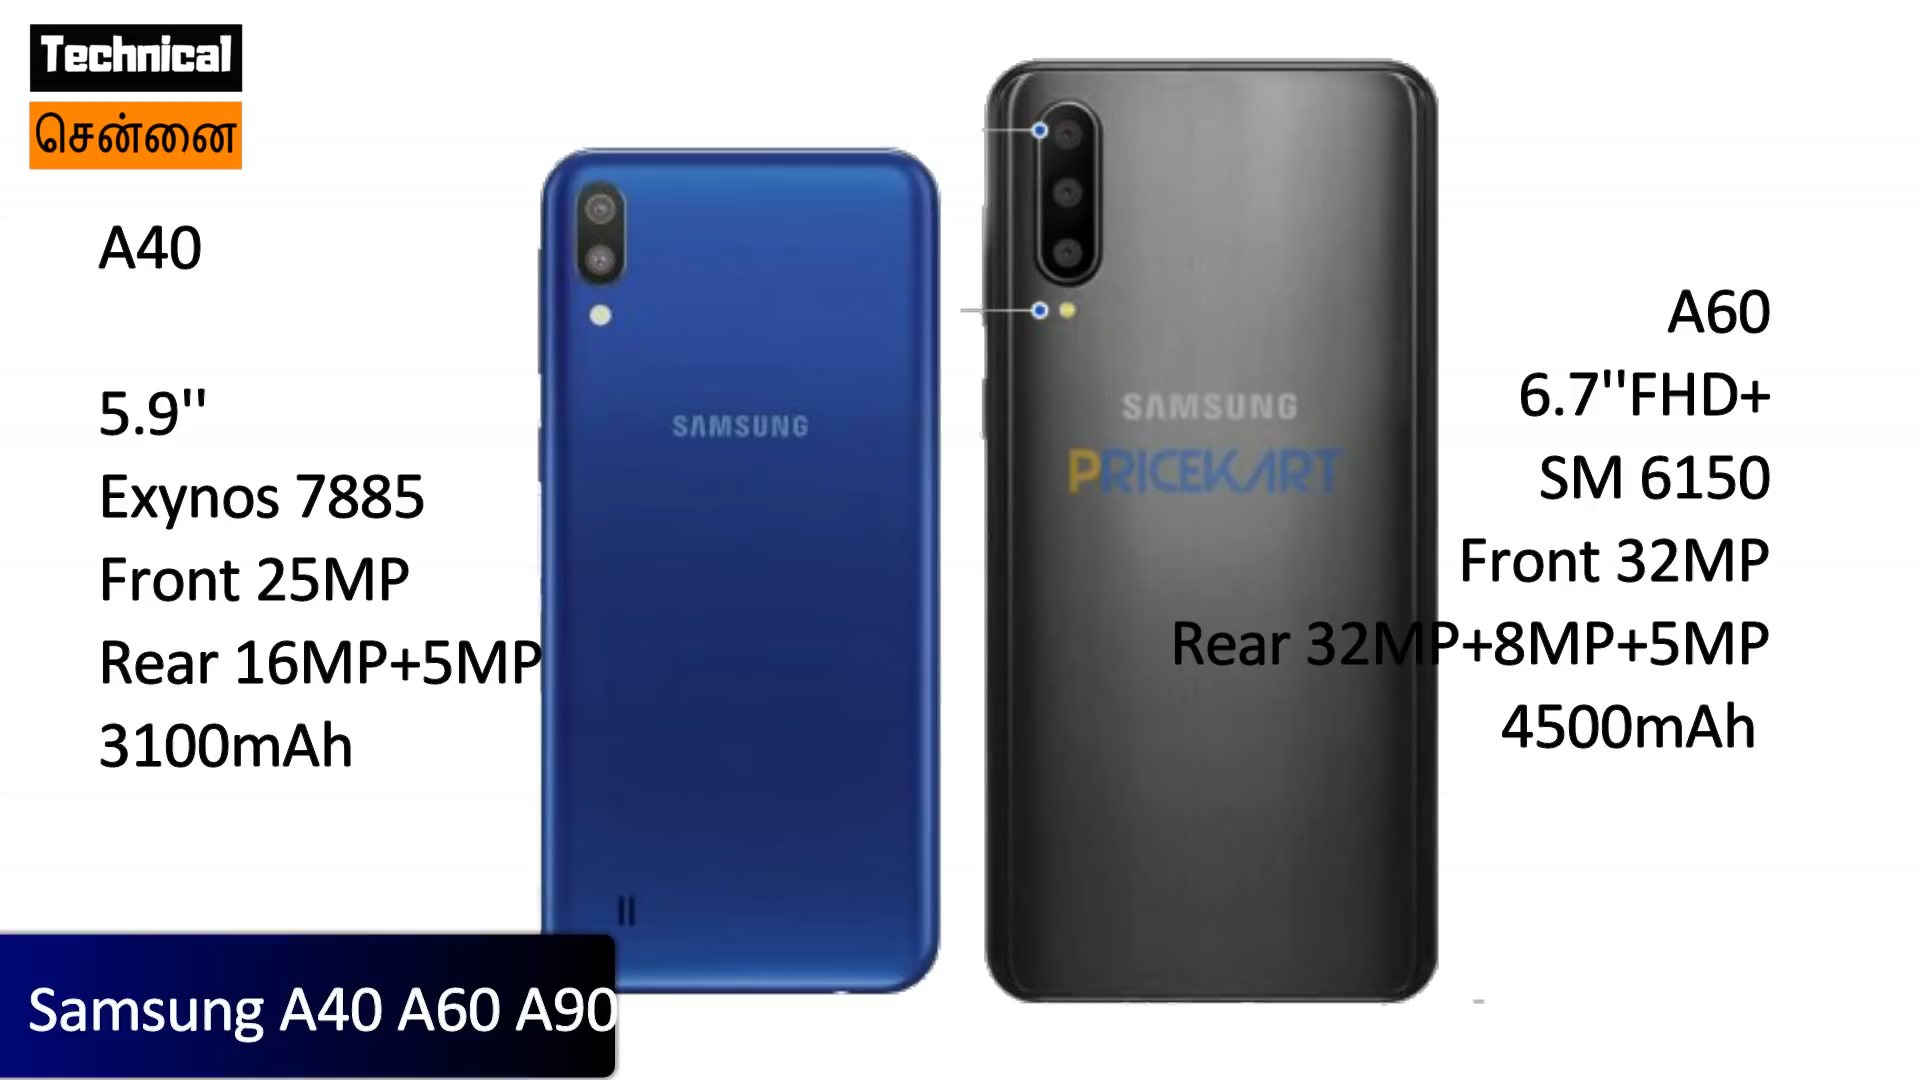 Technical
சென்னை
A40
5.9''
Exynos 7885
Front 25MP
Rear 16MP+5MP
3100mAh
SAMSUNG
SAMSUNG
PRICEKART
A60
6.7''FHD+
SM 6150
Front 32MP
Rear 32MP+8MP+5MP
4500mAh
Samsung A40 A60 A90